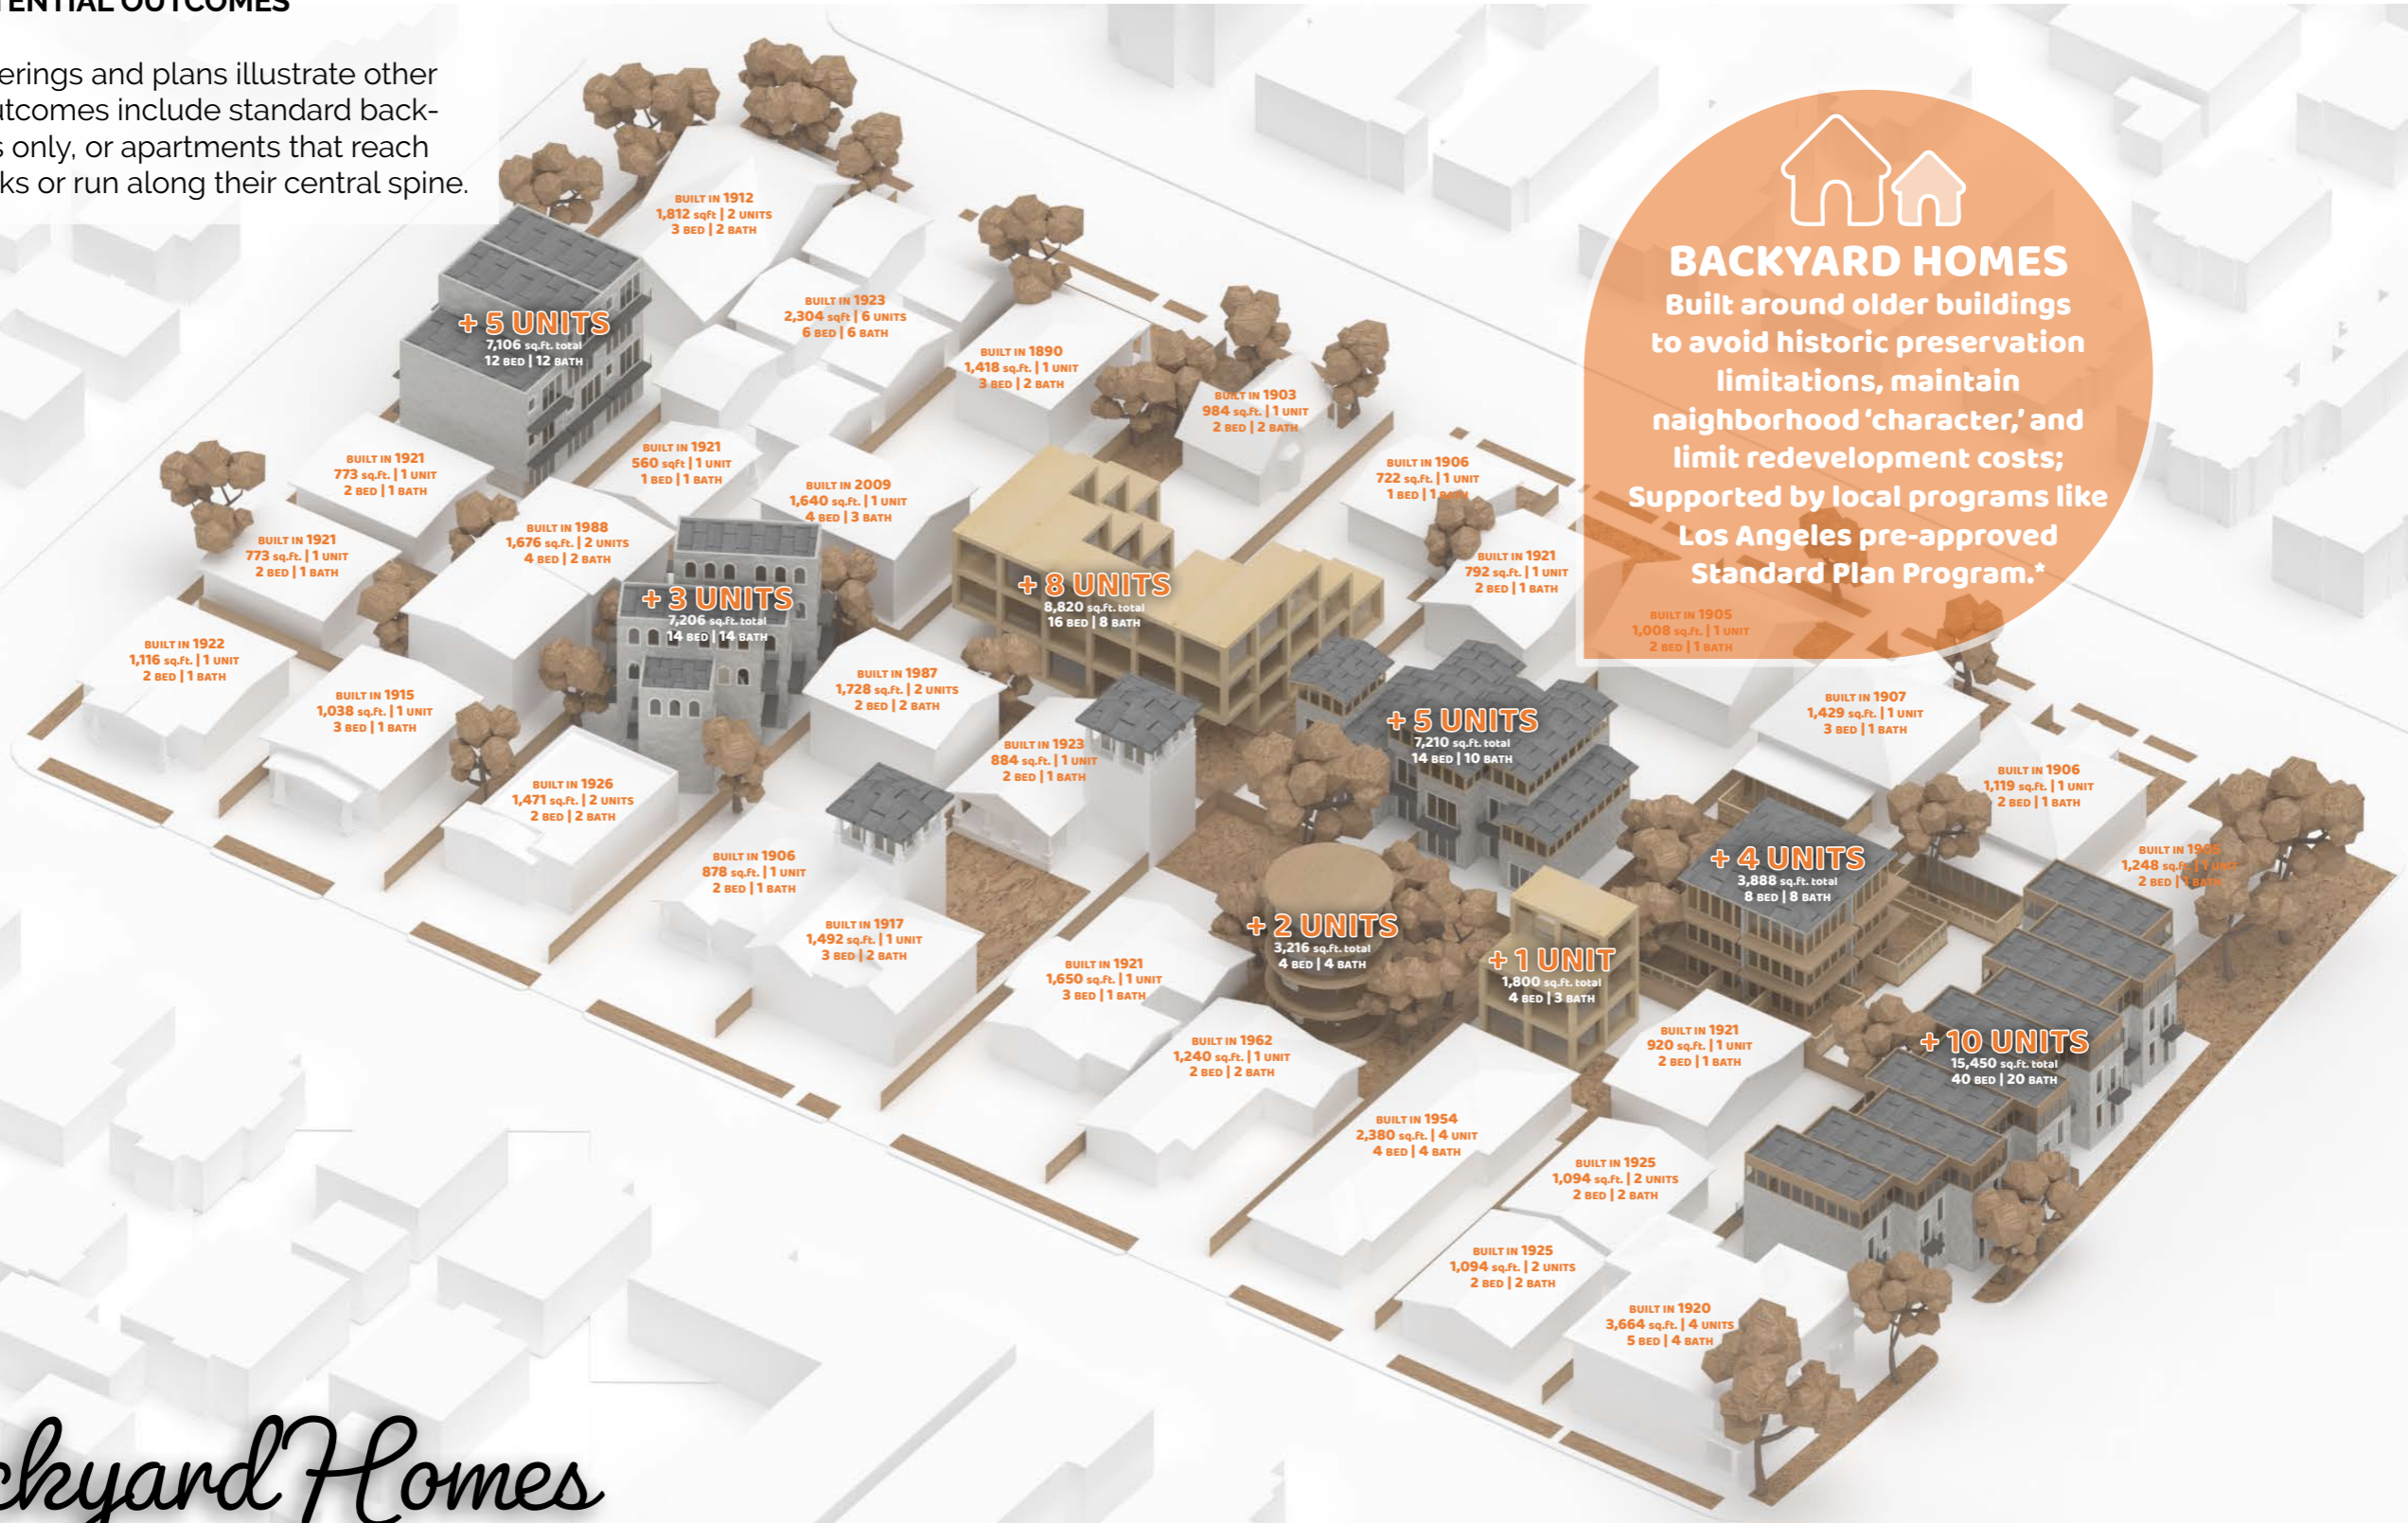 TENTIAL OUTCOMES
erings and plans illustrate other
utcomes include standard back-
s only, or apartments that reach
ks or run along their central spine.
BACKYARD HOMES
Built around older buildings
to avoid historic preservation
limitations, maintain
naighborhood ‘character,’ and
limit redevelopment costs;
Supported by local programs like
Los Angeles pre-approved
Standard Plan Program.*
BUILT IN 1912
1,812 sqft | 2 UNITS
3 BED | 2 BATH
+ 5 UNITS
7,106 sq.ft. total
12 BED | 12 BATH
BUILT IN 1923
2,304 sqft | 6 UNITS
6 BED | 6 BATH
BUILT IN 1890
1,418 sq.ft. | 1 UNIT
3 BED | 2 BATH
BUILT IN 1903
984 sq.ft. | 1 UNIT
2 BED | 2 BATH
BUILT IN 1921
773 sq.ft. | 1 UNIT
2 BED | 1 BATH
BUILT IN 1921
560 sqft | 1 UNIT
1 BED | 1 BATH
BUILT IN 2009
1,640 sq.ft. | 1 UNIT
4 BED | 3 BATH
BUILT IN 1906
722 sq.ft. | 1 UNIT
1 BED | 1 BATH
BUILT IN 1921
773 sq.ft. | 1 UNIT
2 BED | 1 BATH
BUILT IN 1988
1,676 sq.ft. | 2 UNITS
4 BED | 2 BATH
+ 3 UNITS
7,206 sq.ft. total
14 BED | 14 BATH
+ 8 UNITS
8,820 sq.ft. total
16 BED | 8 BATH
BUILT IN 1921
792 sq.ft. | 1 UNIT
2 BED | 1 BATH
BUILT IN 1905
1,008 sq.ft. | 1 UNIT
2 BED | 1 BATH
BUILT IN 1922
1,116 sq.ft. | 1 UNIT
2 BED | 1 BATH
BUILT IN 1915
1,038 sq.ft. | 1 UNIT
3 BED | 1 BATH
BUILT IN 1987
1,728 sq.ft. | 2 UNITS
2 BED | 2 BATH
+ 5 UNITS
7,210 sq.ft. total
14 BED | 10 BATH
BUILT IN 1907
1,429 sq.ft. | 1 UNIT
3 BED | 1 BATH
BUILT IN 1923
884 sq.ft. | 1 UNIT
2 BED | 1 BATH
BUILT IN 1906
1,119 sq.ft. | 1 UNIT
2 BED | 1 BATH
BUILT IN 1926
1,471 sq.ft. | 2 UNITS
2 BED | 2 BATH
BUILT IN 1906
878 sq.ft. | 1 UNIT
2 BED | 1 BATH
+ 4 UNITS
3,888 sq.ft. total
8 BED | 8 BATH
BUILT IN
1,248 sq.ft. | 1 UNIT
2 BED | 1 BATH
BUILT IN 1917
1,492 sq.ft. | 1 UNIT
3 BED | 2 BATH
+ 2 UNITS
3,216 sq.ft. total
4 BED | 4 BATH
+ 1 UNIT
1,800 sq.ft. total
4 BED | 3 BATH
BUILT IN 1921
1,650 sq.ft. | 1 UNIT
3 BED | 1 BATH
BUILT IN 1962
1,240 sq.ft. | 1 UNIT
2 BED | 2 BATH
BUILT IN 1921
920 sq.ft. | 1 UNIT
2 BED | 1 BATH
+ 10 UNITS
15,450 sq.ft. total
40 BED | 20 BATH
BUILT IN 1954
2,380 sq.ft. | 4 UNIT
4 BED | 4 BATH
BUILT IN 1925
1,094 sq.ft. | 2 UNITS
2 BED | 2 BATH
BUILT IN 1925
1,094 sq.ft. | 2 UNITS
2 BED | 2 BATH
BUILT IN 1920
3,664 sq.ft. | 4 UNITS
5 BED | 4 BATH
ckyard Homes